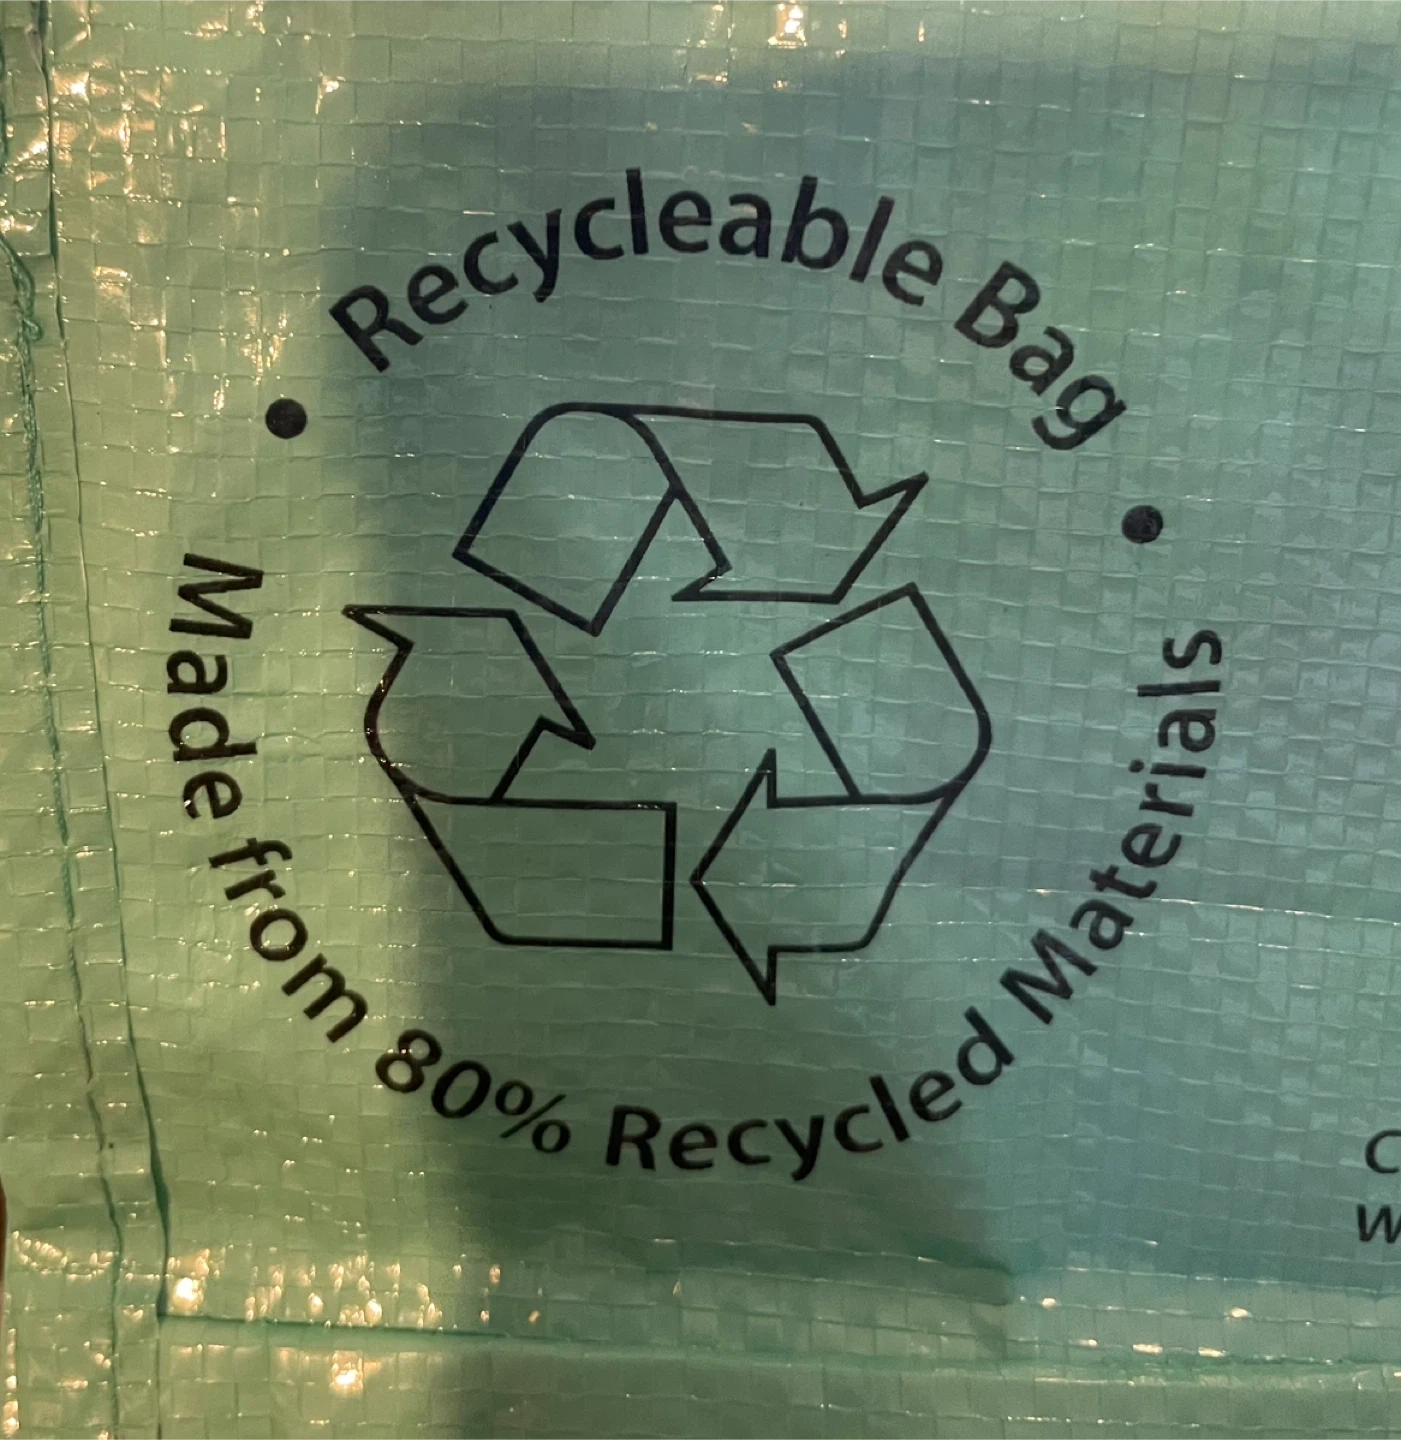 Recycleable Bag
Made from 80% Recycled Materials